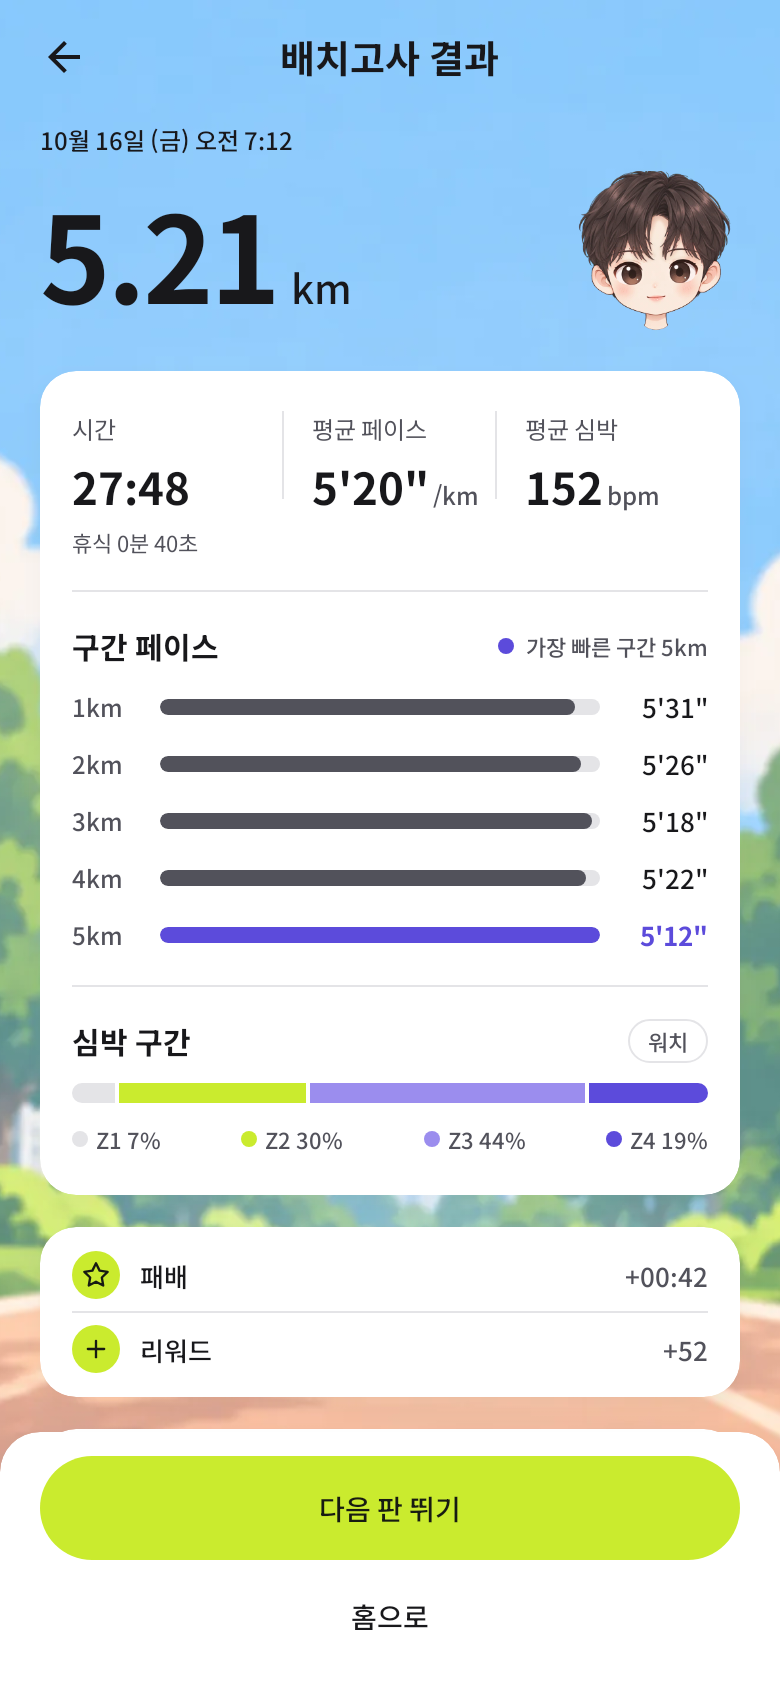 배치고사 결과
10월 16일 (금) 오전 7:12
5.21 km
시간
27:48
휴식 0분 40초
평균 페이스
5'20" /km
평균 심박
152 bpm
구간 페이스
가장 빠른 구간 5km
1km 5'31"
2km 5'26"
3km 5'18"
4km 5'22"
5km 5'12"
심박 구간
워치
Z1 7% Z2 30% Z3 44% Z4 19%
패배 +00:42
리워드 +52
다음 판 뛰기
홈으로